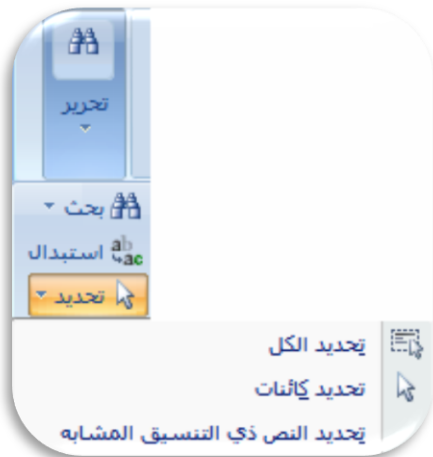 تحرير
بحث
استبدال
تحديد
تحديد الكل
تحديد كائنات
تحديد النص ذي التنسيق المشابه